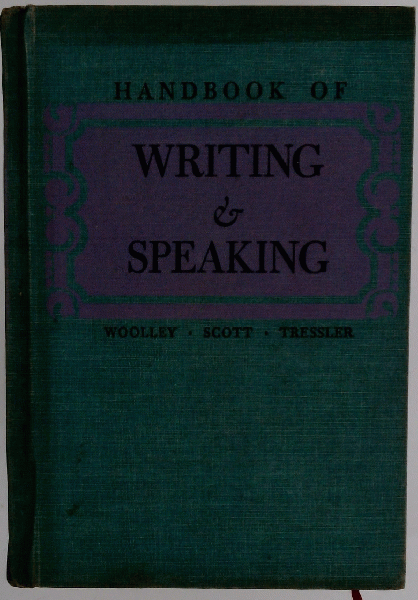 HANDBOOK OF
WRITING
&
SPEAKING
WOOLLEY · SCOTT · TRESSLER